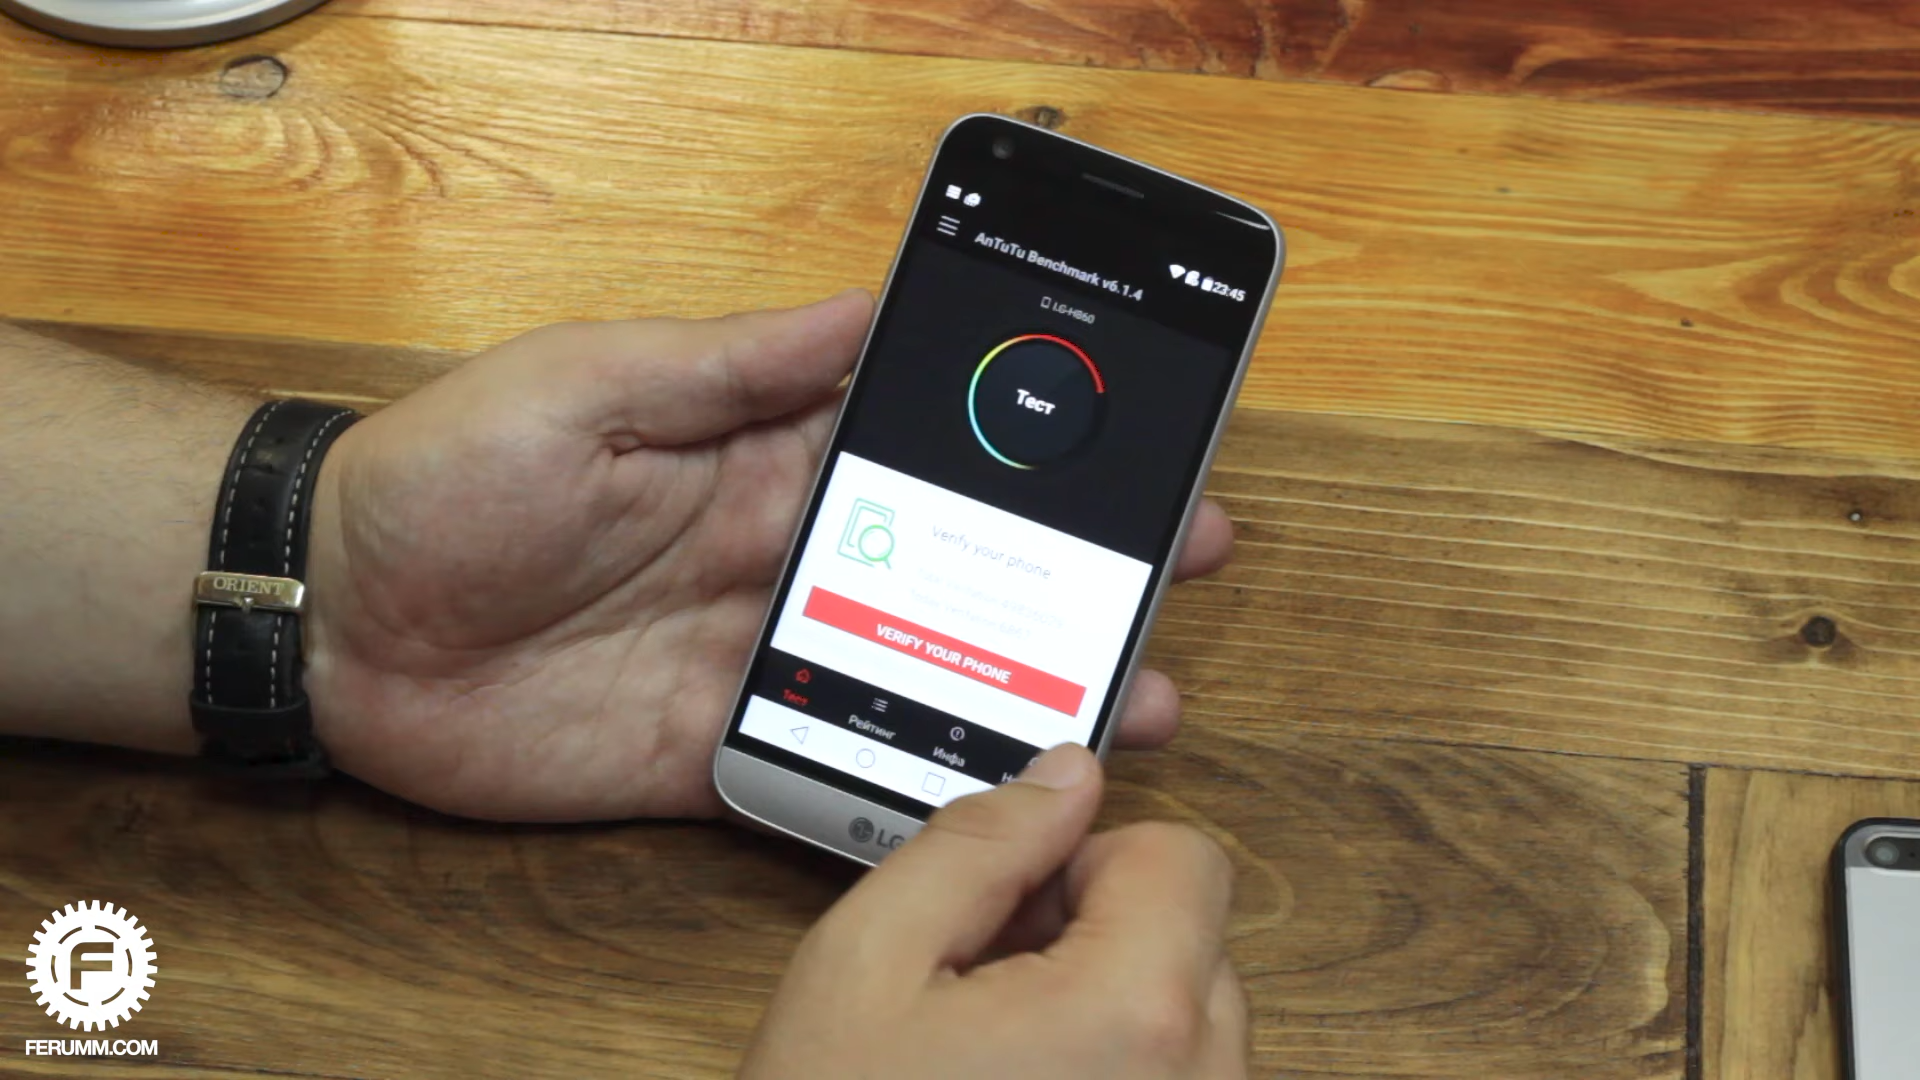 23:45
AnTuTu Benchmark v6.1.4
LG-H860
Тест
Verify your phone
VERIFY YOUR PHONE
Тест
Рейтинг
Инфа
LG
ORIENT
FERUMM.COM